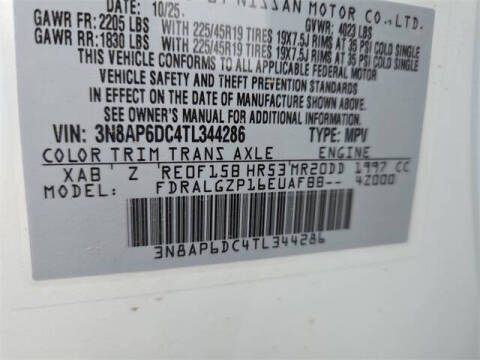 BY NISSAN MOTOR CO., LTD.
DATE: 10/25. GVWR: 4023 LBS
GAWR FR: 2205 LBS WITH 225/45R19 TIRES 19X7.5J RIMS AT 35 PSI COLD SINGLE
GAWR RR: 1830 LBS WITH 225/45R19 TIRES 19X7.5J RIMS AT 35 PSI COLD SINGLE
THIS VEHICLE CONFORMS TO ALL APPLICABLE FEDERAL MOTOR
VEHICLE SAFETY AND THEFT PREVENTION STANDARDS
IN EFFECT ON THE DATE OF MANUFACTURE SHOWN ABOVE.
SEE OWNER'S MANUAL FOR ADDITIONAL INFORMATION
VIN: 3N8AP6DC4TL344286 TYPE: MPV
COLOR TRIM TRANS AXLE ENGINE
XAB Z RE0F15B HR53 MR20DD 1997 CC
FDRALGZP16EUAFBB-- 4Z000
3N8AP6DC4TL344286